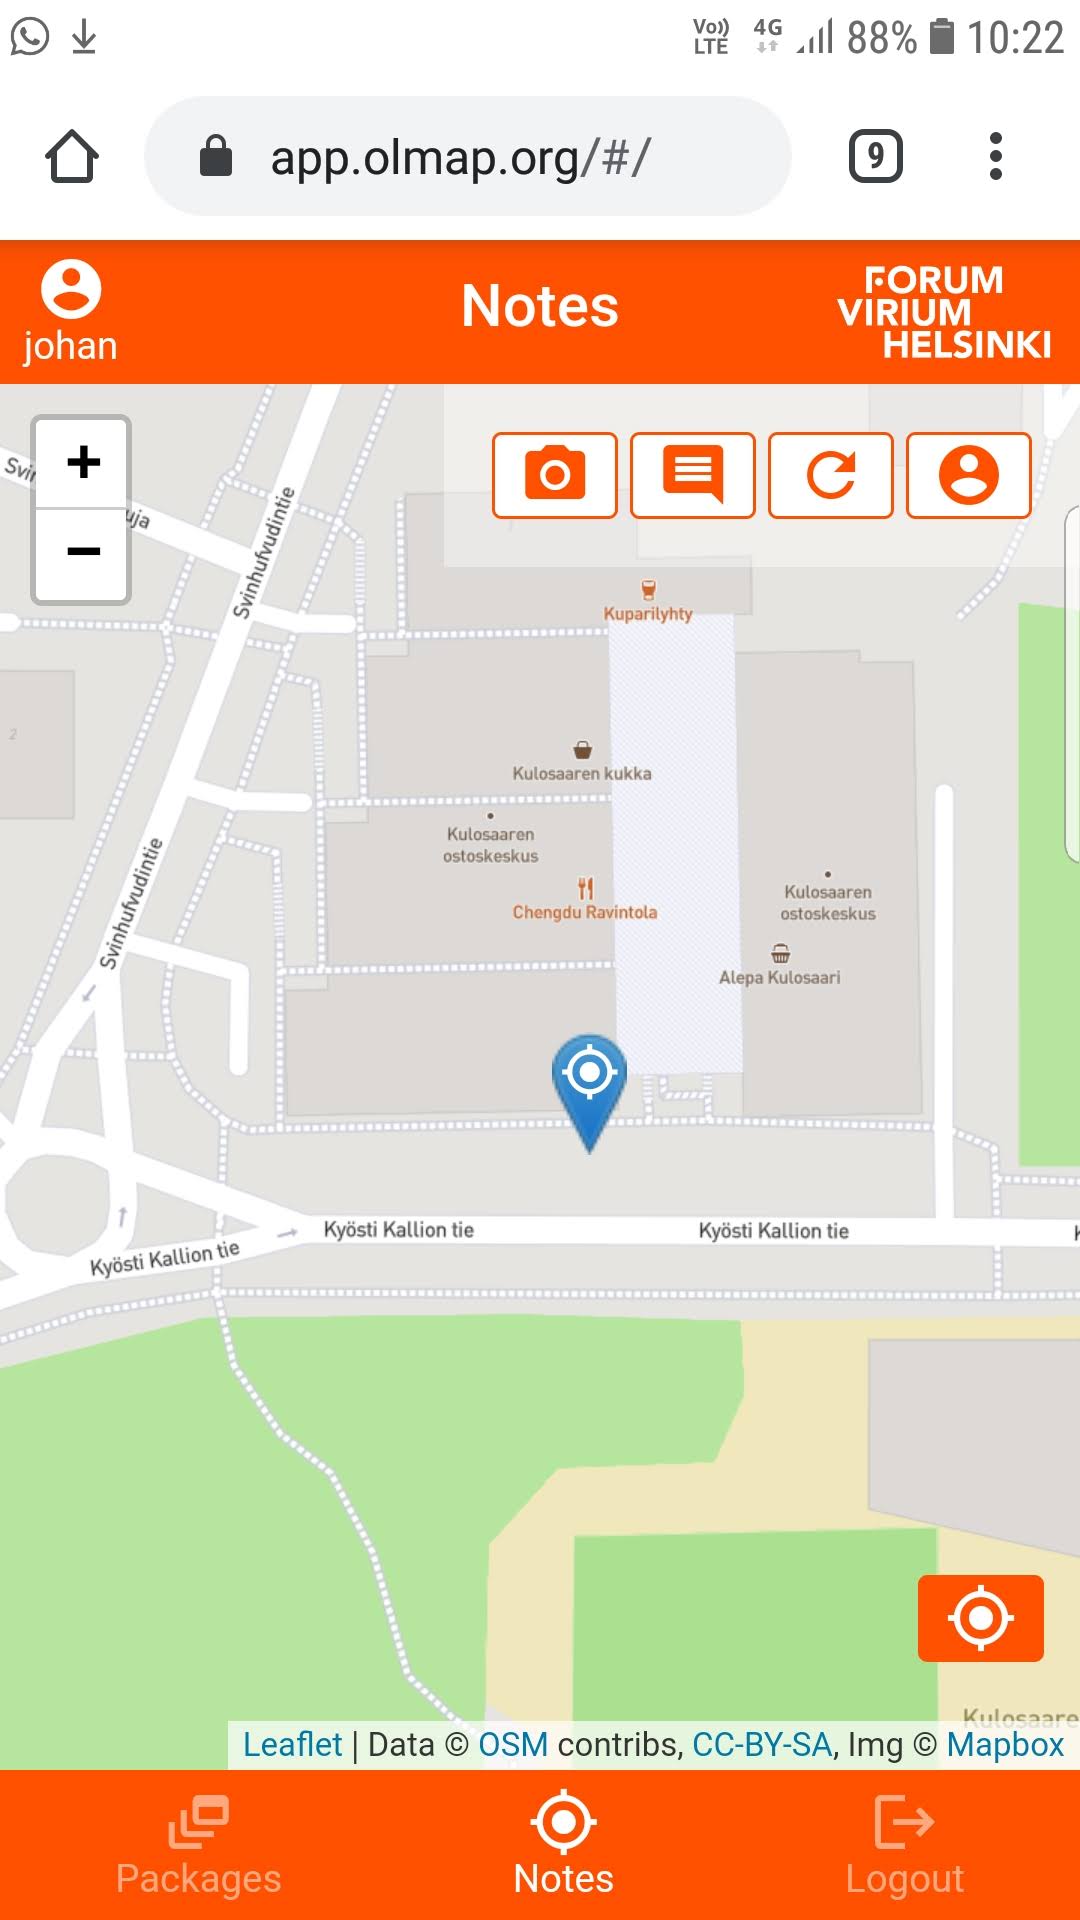 Vo)) LTE 4G 88% 10:22
app.olmap.org/#/
9
johan
Notes
FORUM
VIRIUM
HELSINKI
+
−
Svin
uja
Svinhufvudintie
Kuparilyhty
2
Kulosaaren kukka
Kulosaaren
ostoskeskus
Svinhufvudintie
Chengdu Ravintola
Kulosaaren
ostoskeskus
Alepa Kulosaari
Kyösti Kallion tie
Kyösti Kallion tie
K
Kyösti Kallion tie
Kulosaare
Leaflet | Data © OSM contribs, CC-BY-SA, Img © Mapbox
Packages
Notes
Logout